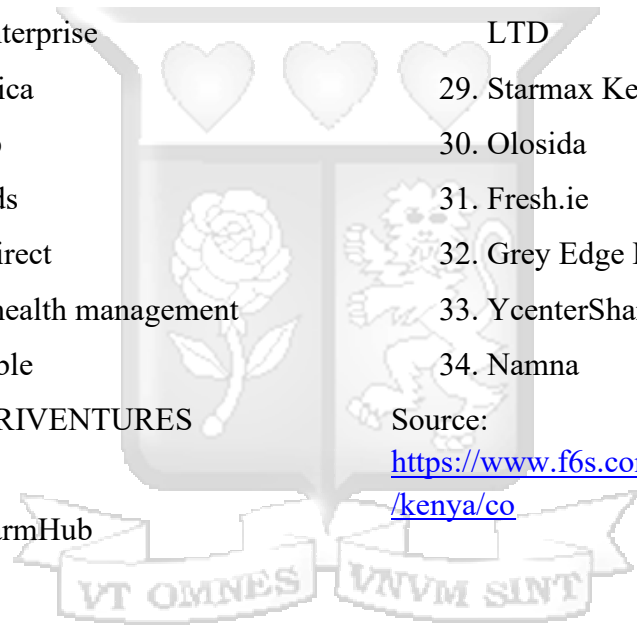 terprise
ica
ds
irect
health management
ble
RIVENTURES
armHub
LTD
29. Starmax Ke
30. Olosida
31. Fresh.ie
32. Grey Edge
33. YcenterSha
34. Namna
Source:
https://www.f6s.co
/kenya/co
VT OMNES VNVM SINT